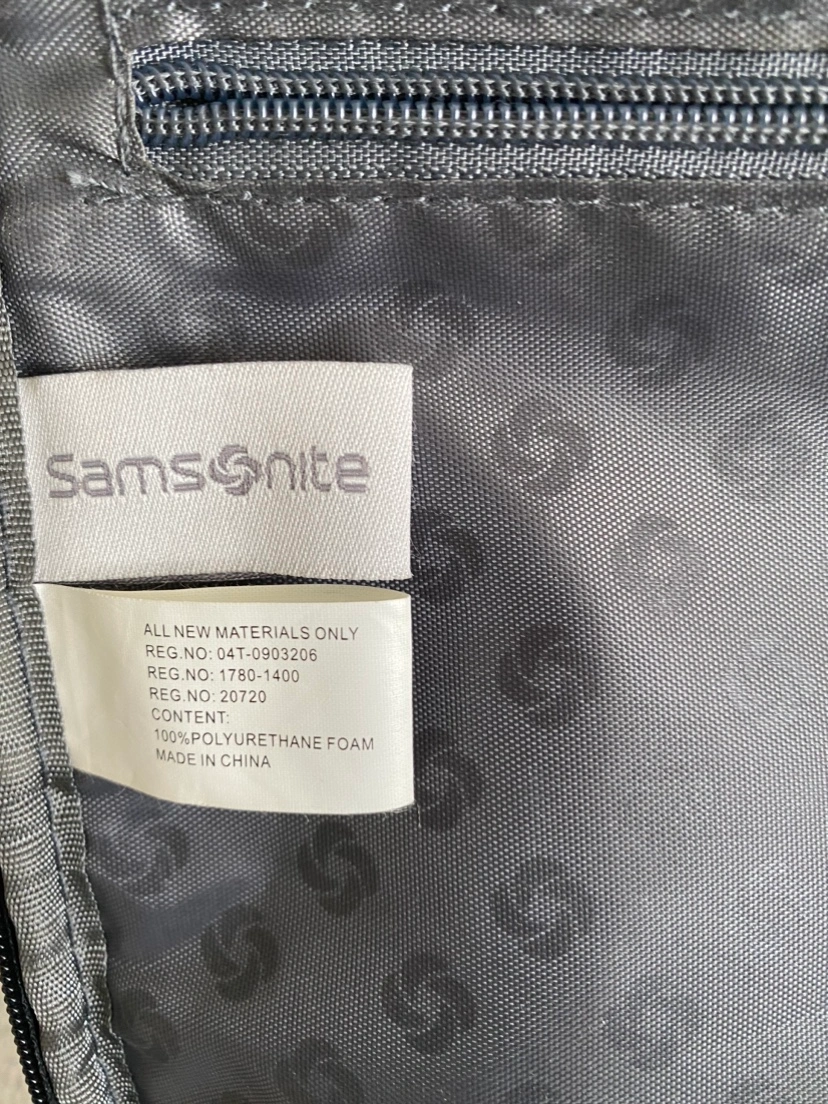 Samsonite
ALL NEW MATERIALS ONLY
REG.NO: 04T-0903206
REG.NO: 1780-1400
REG.NO: 20720
CONTENT:
100%POLYURETHANE FOAM
MADE IN CHINA